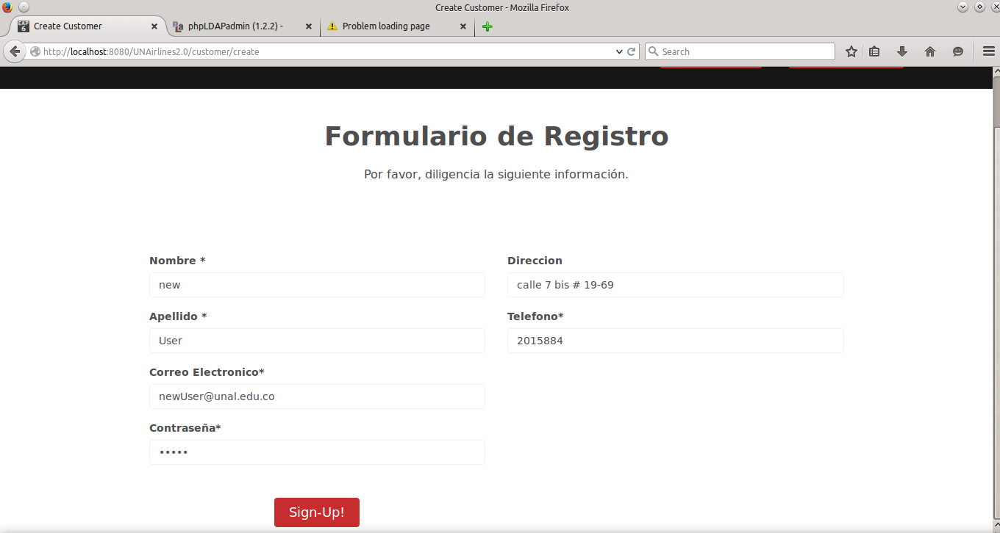 Create Customer - Mozilla Firefox
EAP 6 Create Customer
phpLDAPadmin (1.2.2) -
Problem loading page
http://localhost:8080/UNAirlines2.0/customer/create
Search
Formulario de Registro
Por favor, diligencia la siguiente información.
Nombre *
new
Direccion
calle 7 bis # 19-69
Apellido *
User
Telefono*
2015884
Correo Electronico*
newUser@unal.edu.co
Contraseña*
•••••
Sign-Up!